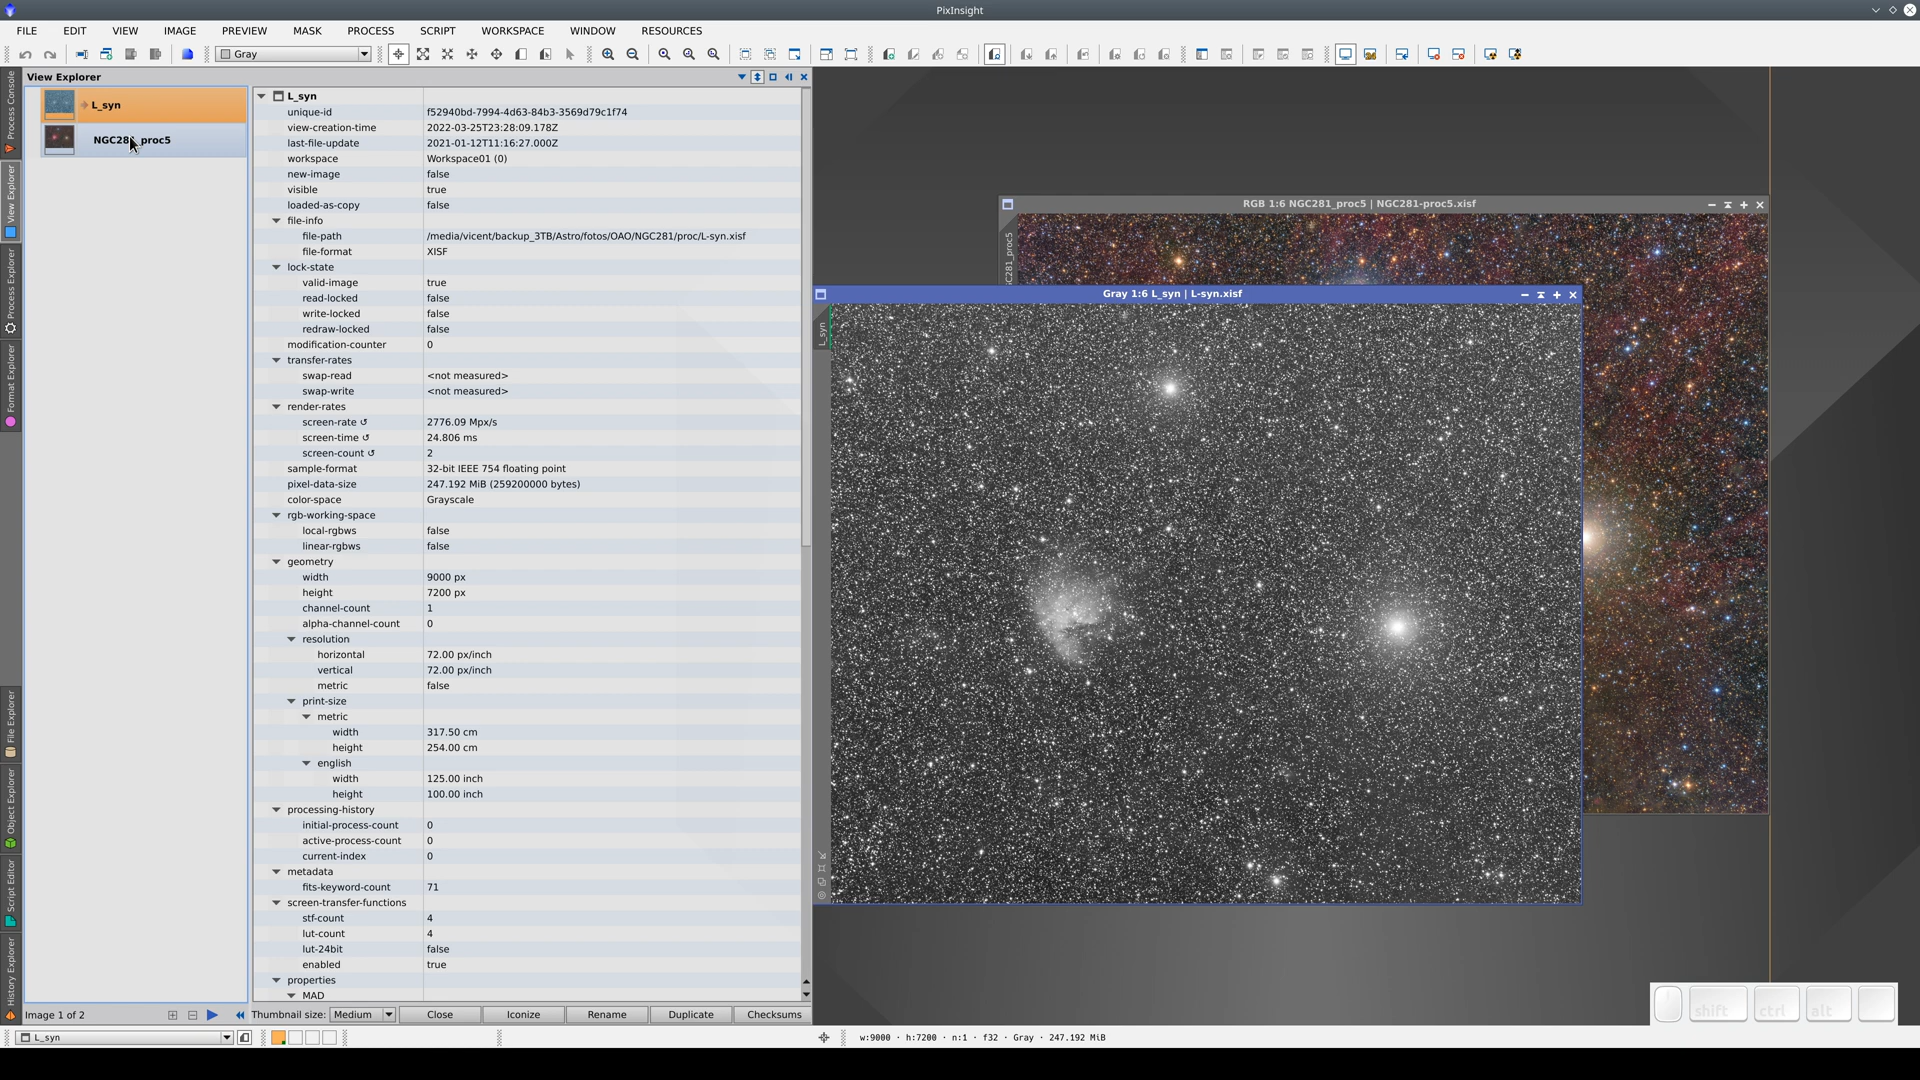 PixInsight
FILE EDIT VIEW IMAGE PREVIEW MASK PROCESS SCRIPT WORKSPACE WINDOW RESOURCES
Gray
View Explorer
Process Console
View Explorer
Process Explorer
Format Explorer
File Explorer
Object Explorer
Script Editor
History Explorer
L_syn
NGC281_proc5
L_syn
unique-id f52940bd-7994-4d63-84b3-3569d79c1f74
view-creation-time 2022-03-25T23:28:09.178Z
last-file-update 2021-01-12T11:16:27.000Z
workspace Workspace01 (0)
new-image false
visible true
loaded-as-copy false
file-info
file-path /media/vicent/backup_3TB/Astro/fotos/OAO/NGC281/proc/L-syn.xisf
file-format XISF
lock-state
valid-image true
read-locked false
write-locked false
redraw-locked false
modification-counter 0
transfer-rates
swap-read <not measured>
swap-write <not measured>
render-rates
screen-rate ↺ 2776.09 Mpx/s
screen-time ↺ 24.806 ms
screen-count ↺ 2
sample-format 32-bit IEEE 754 floating point
pixel-data-size 247.192 MiB (259200000 bytes)
color-space Grayscale
rgb-working-space
local-rgbws false
linear-rgbws false
geometry
width 9000 px
height 7200 px
channel-count 1
alpha-channel-count 0
resolution
horizontal 72.00 px/inch
vertical 72.00 px/inch
metric false
print-size
metric
width 317.50 cm
height 254.00 cm
english
width 125.00 inch
height 100.00 inch
processing-history
initial-process-count 0
active-process-count 0
current-index 0
metadata
fits-keyword-count 71
screen-transfer-functions
stf-count 4
lut-count 4
lut-24bit false
enabled true
properties
MAD
RGB 1:6 NGC281_proc5 | NGC281-proc5.xisf
GC281_proc5
Gray 1:6 L_syn | L-syn.xisf
L_syn
shift ctrl alt
Image 1 of 2 Thumbnail size: Medium Close Iconize Rename Duplicate Checksums
L_syn w:9000 · h:7200 · n:1 · f32 · Gray · 247.192 MiB